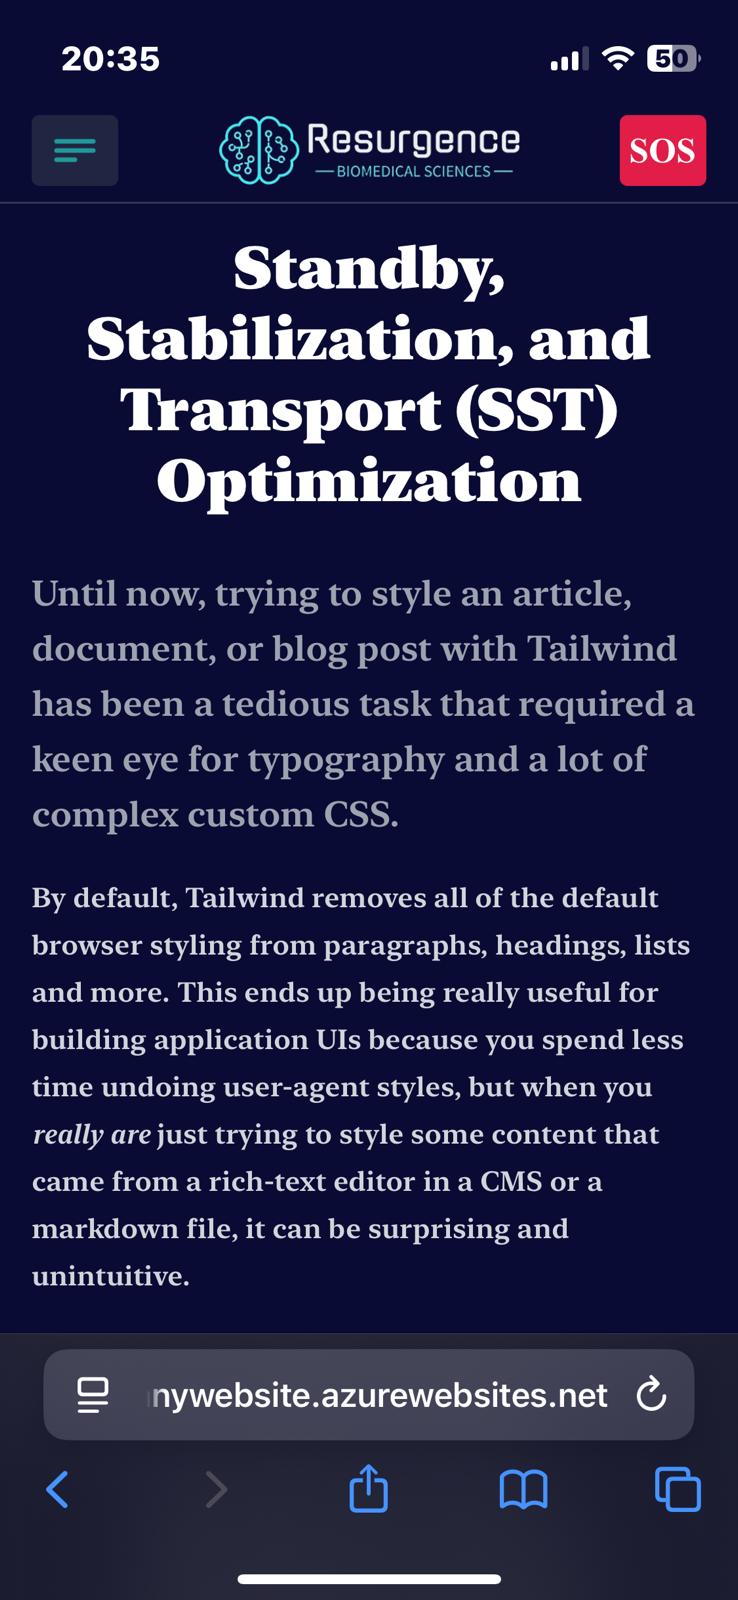 20:35
50
Resurgence
BIOMEDICAL SCIENCES
SOS
Standby,
Stabilization, and
Transport (SST)
Optimization
Until now, trying to style an article,
document, or blog post with Tailwind
has been a tedious task that required a
keen eye for typography and a lot of
complex custom CSS.
By default, Tailwind removes all of the default
browser styling from paragraphs, headings, lists
and more. This ends up being really useful for
building application UIs because you spend less
time undoing user-agent styles, but when you
really are just trying to style some content that
came from a rich-text editor in a CMS or a
markdown file, it can be surprising and
unintuitive.
nywebsite.azurewebsites.net